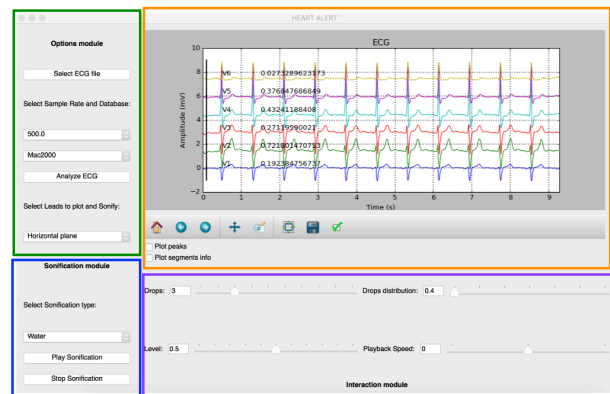 HEART ALERT
Options module
Select ECG file
Select Sample Rate and Database:
500.0
Mac2000
Analyze ECG
Select Leads to plot and Sonify:
Horizontal plane
ECG
Amplitude (mV)
10
8
6
4
2
0
−2
V6 0.0273289623173
V5 0.376847686849
V4 0.43241188408
V3 0.27119590021
V2 0.721801470753
V1 0.192384756737
0 1 2 3 4 5 6 7 8 9
Time (s)
Plot peaks
Plot segments info
Sonification module
Select Sonification type:
Water
Play Sonification
Stop Sonification
Drops: 3
Drops distribution: 0.4
Level: 0.5
Playback Speed: 0
Interaction module